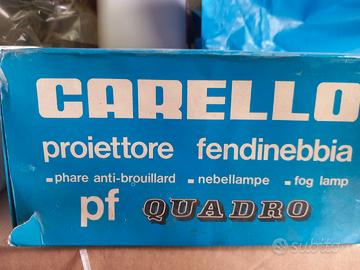 CARELLO
proiettore fendinebbia
phare anti-brouillard nebellampe fog lamp
pf QUADRO
subito